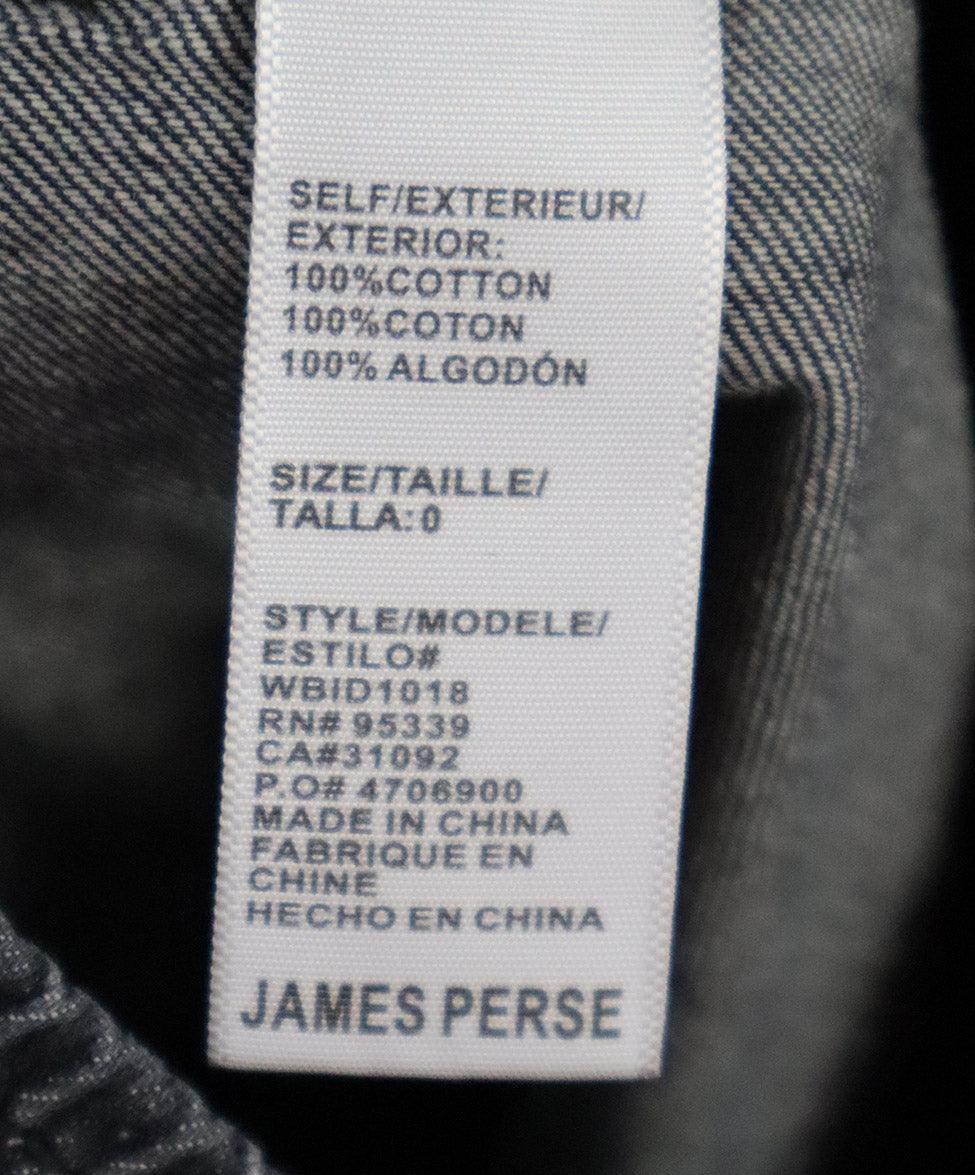 SELF/EXTERIEUR/
EXTERIOR:
100%COTTON
100%COTON
100% ALGODÓN
SIZE/TAILLE/
TALLA:0
STYLE/MODELE/
ESTILO#
WBID1018
RN# 95339
CA#31092
P.O# 4706900
MADE IN CHINA
FABRIQUE EN
CHINE
HECHO EN CHINA
JAMES PERSE